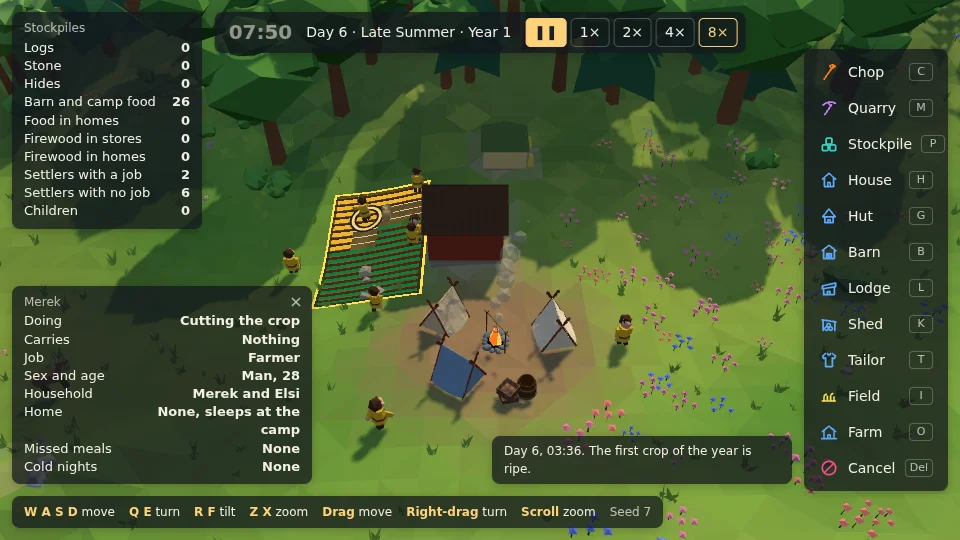 Stockpiles
Logs 0
Stone 0
Hides 0
Barn and camp food 26
Food in homes 0
Firewood in stores 0
Firewood in homes 0
Settlers with a job 2
Settlers with no job 6
Children 0
07:50 Day 6 · Late Summer · Year 1 1× 2× 4× 8×
Chop C
Quarry M
Stockpile P
House H
Hut G
Barn B
Lodge L
Shed K
Tailor T
Field I
Farm O
Cancel Del
Merek ×
Doing Cutting the crop
Carries Nothing
Job Farmer
Sex and age Man, 28
Household Merek and Elsi
Home None, sleeps at the
camp
Missed meals None
Cold nights None
Day 6, 03:36. The first crop of the year is
ripe.
W A S D move Q E turn R F tilt Z X zoom Drag move Right-drag turn Scroll zoom Seed 7